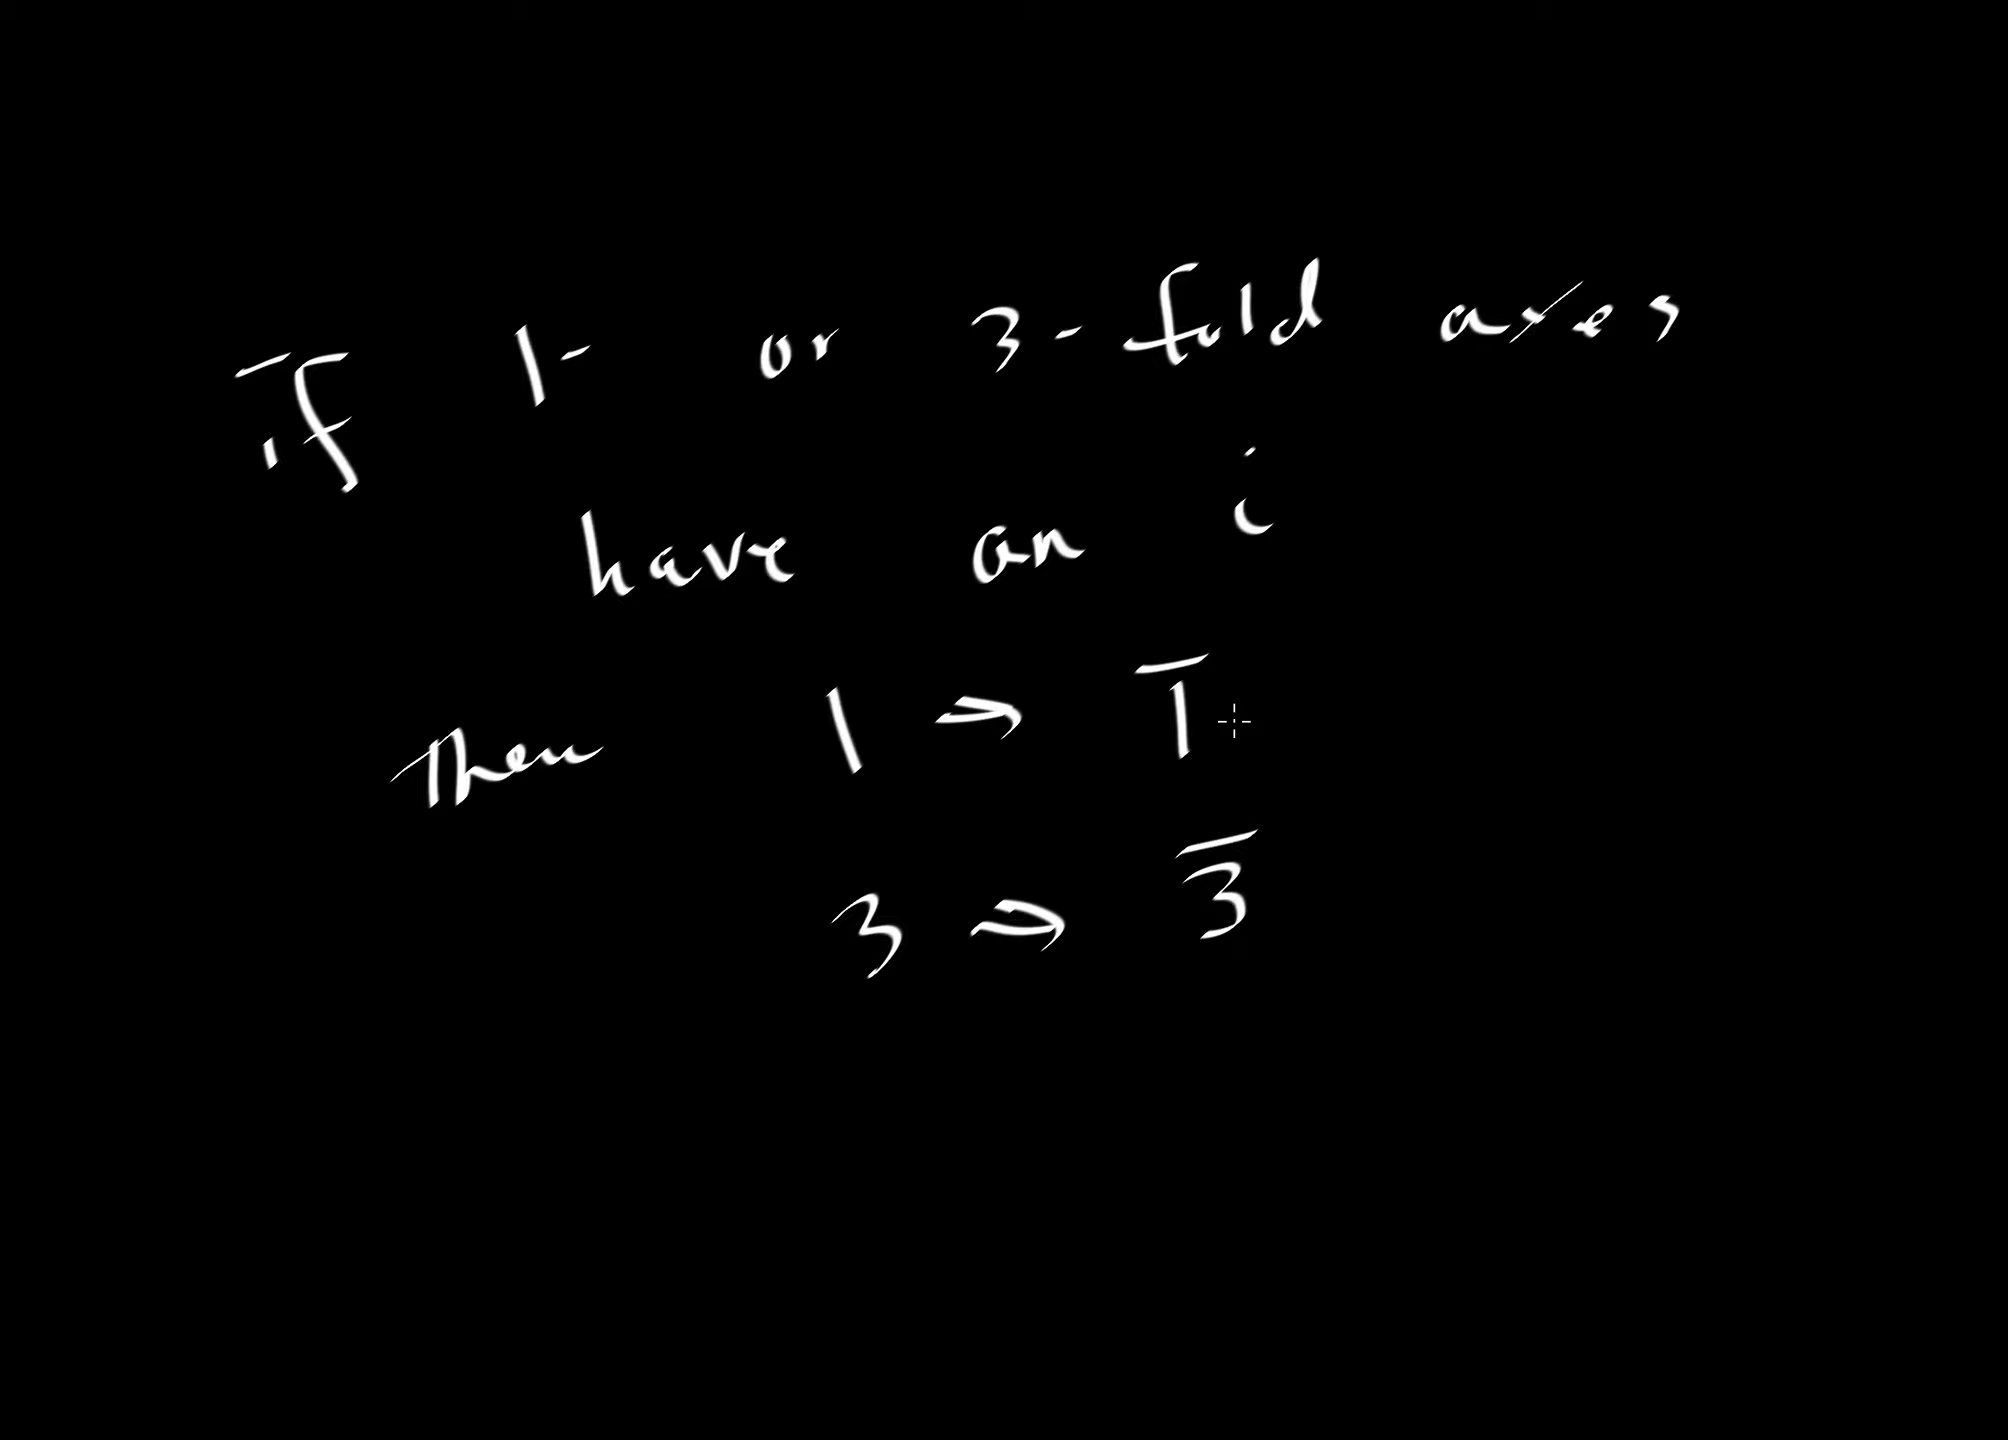 if 1- or 3-fold axes
have an i
Then 1 → 1̅
3 → 3̅